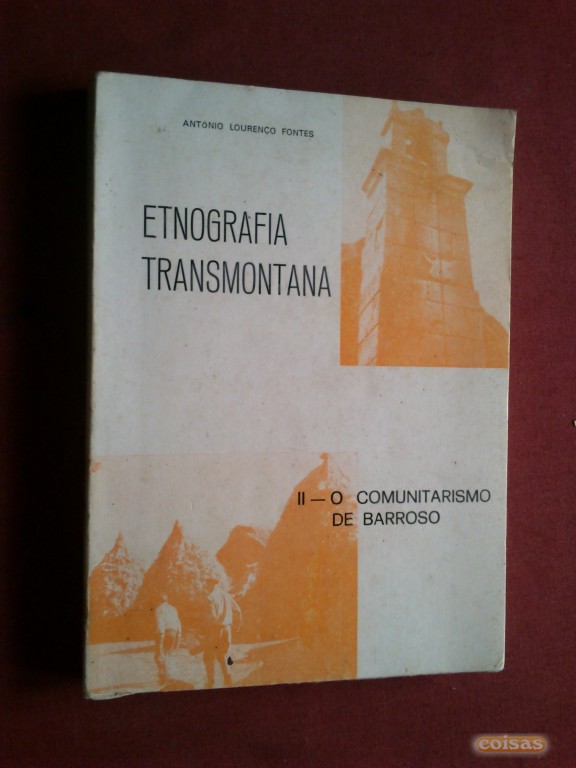 ANTÓNIO LOURENÇO FONTES
ETNOGRAFIA
TRANSMONTANA
II — O COMUNITARISMO
DE BARROSO
coisas